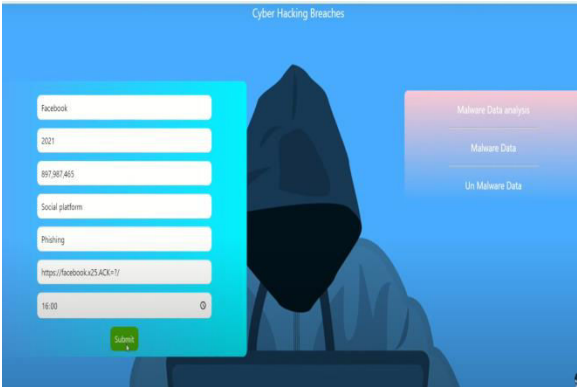 Cyber Hacking Breaches
Facebook
2021
897,987,465
Social platform
Phishing
https://facebook.x25.ACK=?/
16:00
Submit
Malware Data analysis
Malware Data
Un Malware Data